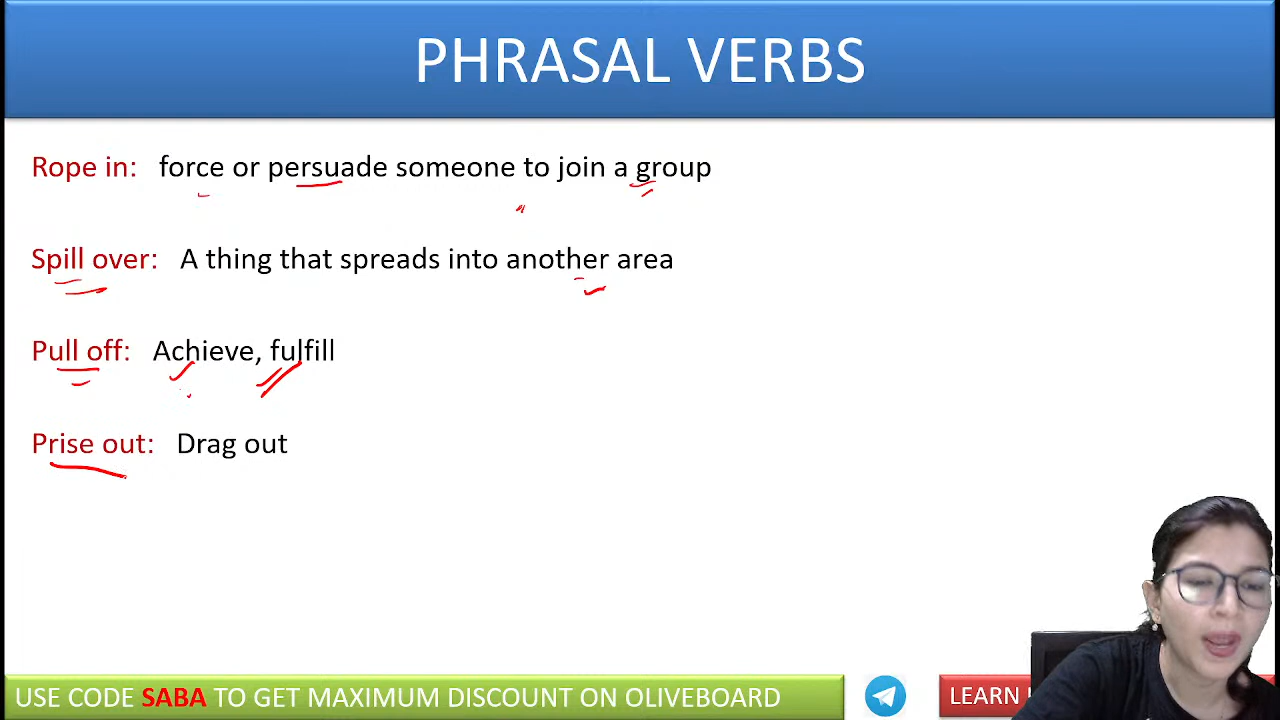 PHRASAL VERBS
Rope in: force or persuade someone to join a group
Spill over: A thing that spreads into another area
Pull off: Achieve, fulfill
Prise out: Drag out
USE CODE SABA TO GET MAXIMUM DISCOUNT ON OLIVEBOARD
LEARN